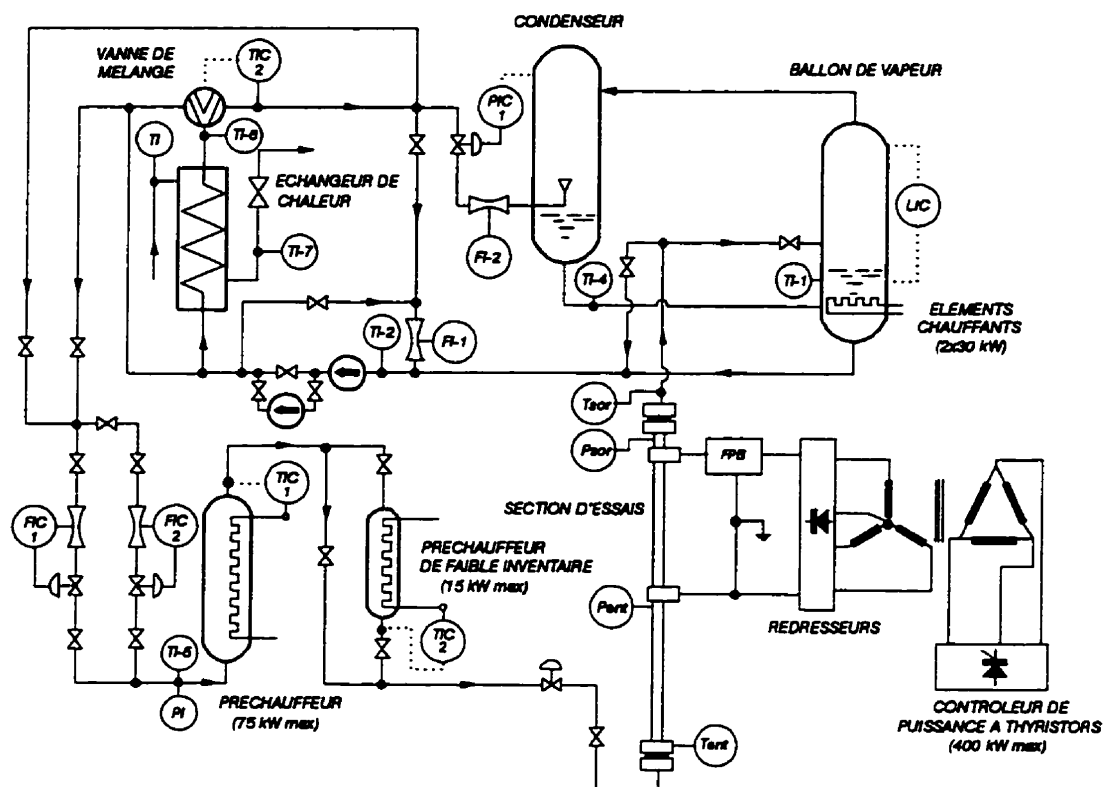 CONDENSEUR
VANNE DE
MELANGE
TIC
2
BALLON DE VAPEUR
PIC
1
TI
TI-6
ECHANGEUR DE
CHALEUR
LIC
TI-7
FI-2
TI-4
TI-1
ELEMENTS
CHAUFFANTS
(2x30 kW)
TI-2
FI-1
Tsor
Psor
FPB
TIC
1
SECTION D'ESSAIS
FIC
1
FIC
2
PRECHAUFFEUR
DE FAIBLE INVENTAIRE
(15 kW max)
Pent
REDRESSEURS
TIC
2
TI-5
PI
PRECHAUFFEUR
(75 kW max)
Tent
CONTROLEUR DE
PUISSANCE A THYRISTORS
(400 kW max)